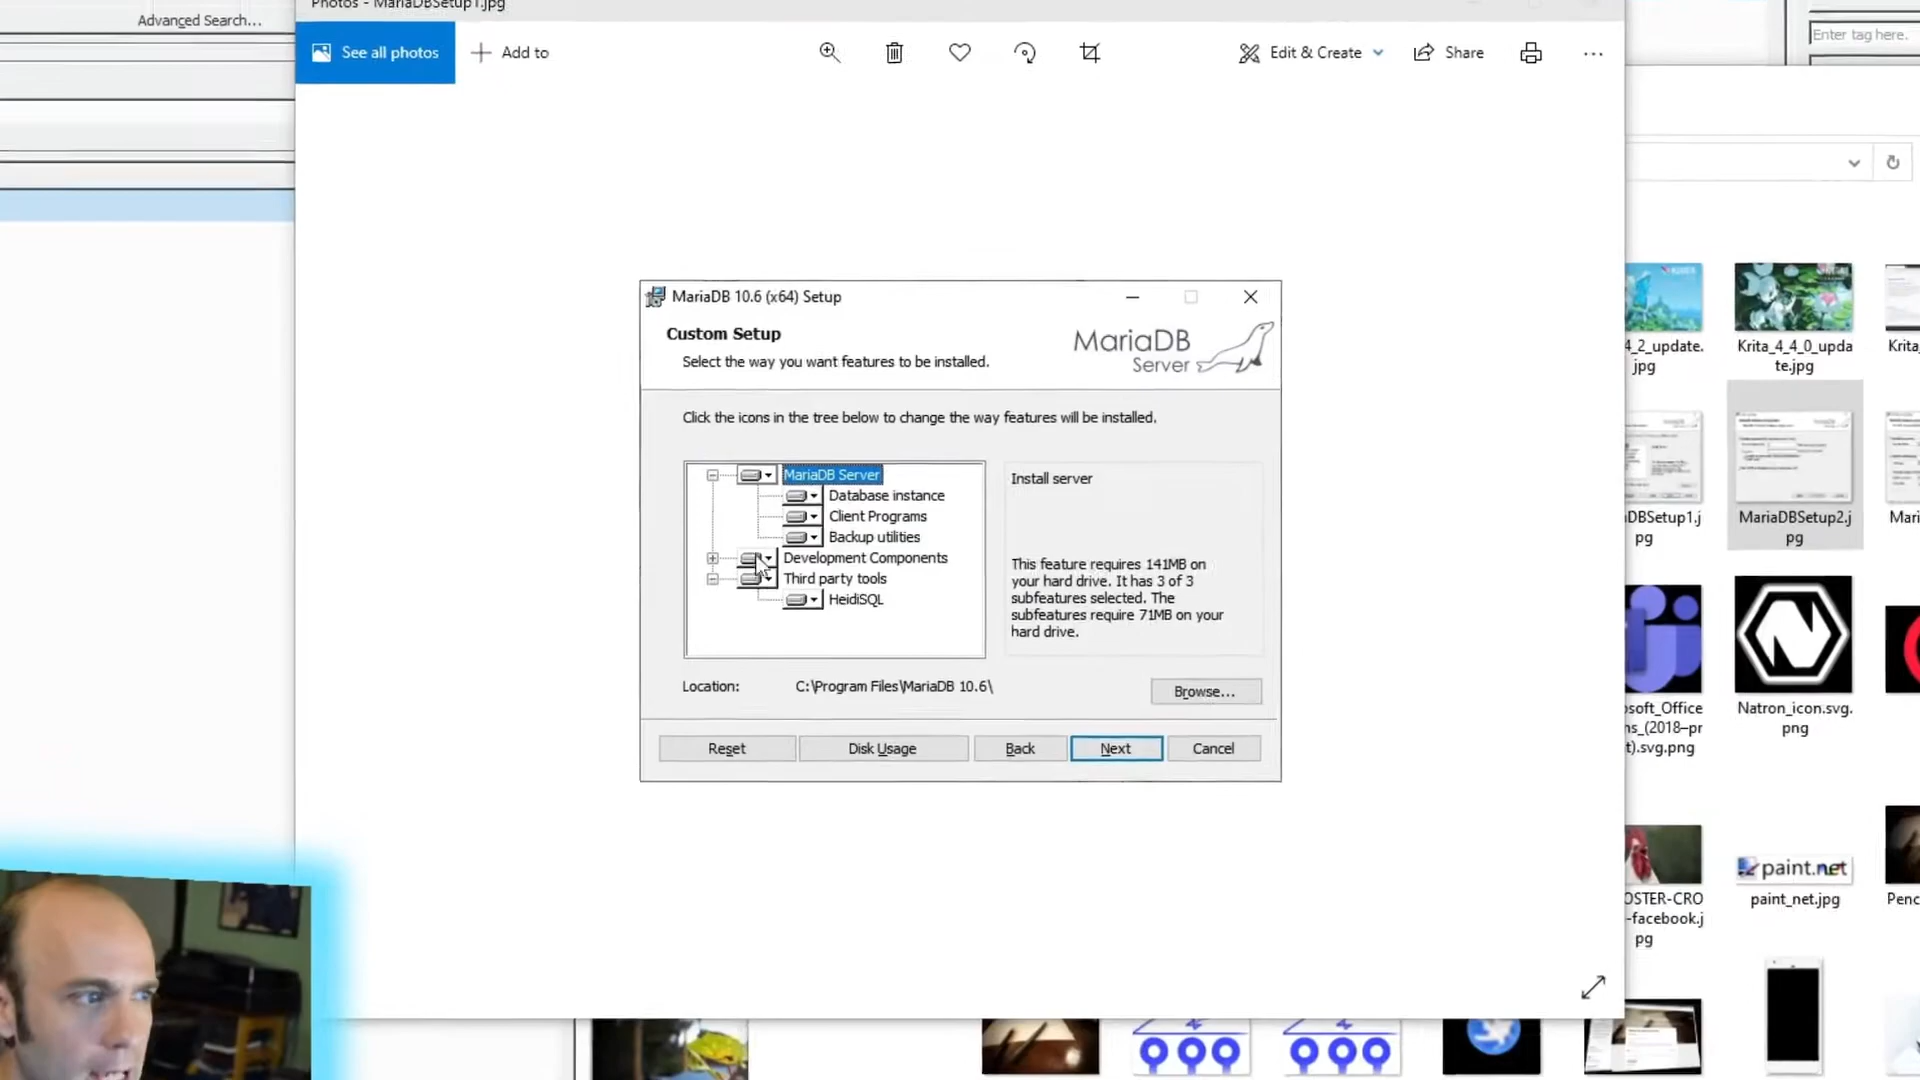 Photos - MariaDBSetup1.jpg
Advanced Search...
Enter tag here.
See all photos
Add to
Edit & Create
Share
MariaDB 10.6 (x64) Setup
Custom Setup
Select the way you want features to be installed.
MariaDB
Server
Click the icons in the tree below to change the way features will be installed.
MariaDB Server
Database instance
Client Programs
Backup utilities
Development Components
Third party tools
HeidiSQL
Install server
This feature requires 141MB on
your hard drive. It has 3 of 3
subfeatures selected. The
subfeatures require 71MB on your
hard drive.
Location:
C:\Program Files\MariaDB 10.6\
Browse...
Reset
Disk Usage
Back
Next
Cancel
4_2_update.
jpg
Krita_4_4_0_upda
te.jpg
Krita
DBSetup1.j
pg
MariaDBSetup2.j
pg
Mari
soft_Office
ms_(2018–pr
t).svg.png
Natron_icon.svg.
png
OSTER-CRO
-facebook.j
pg
paint.net
paint_net.jpg
Penc